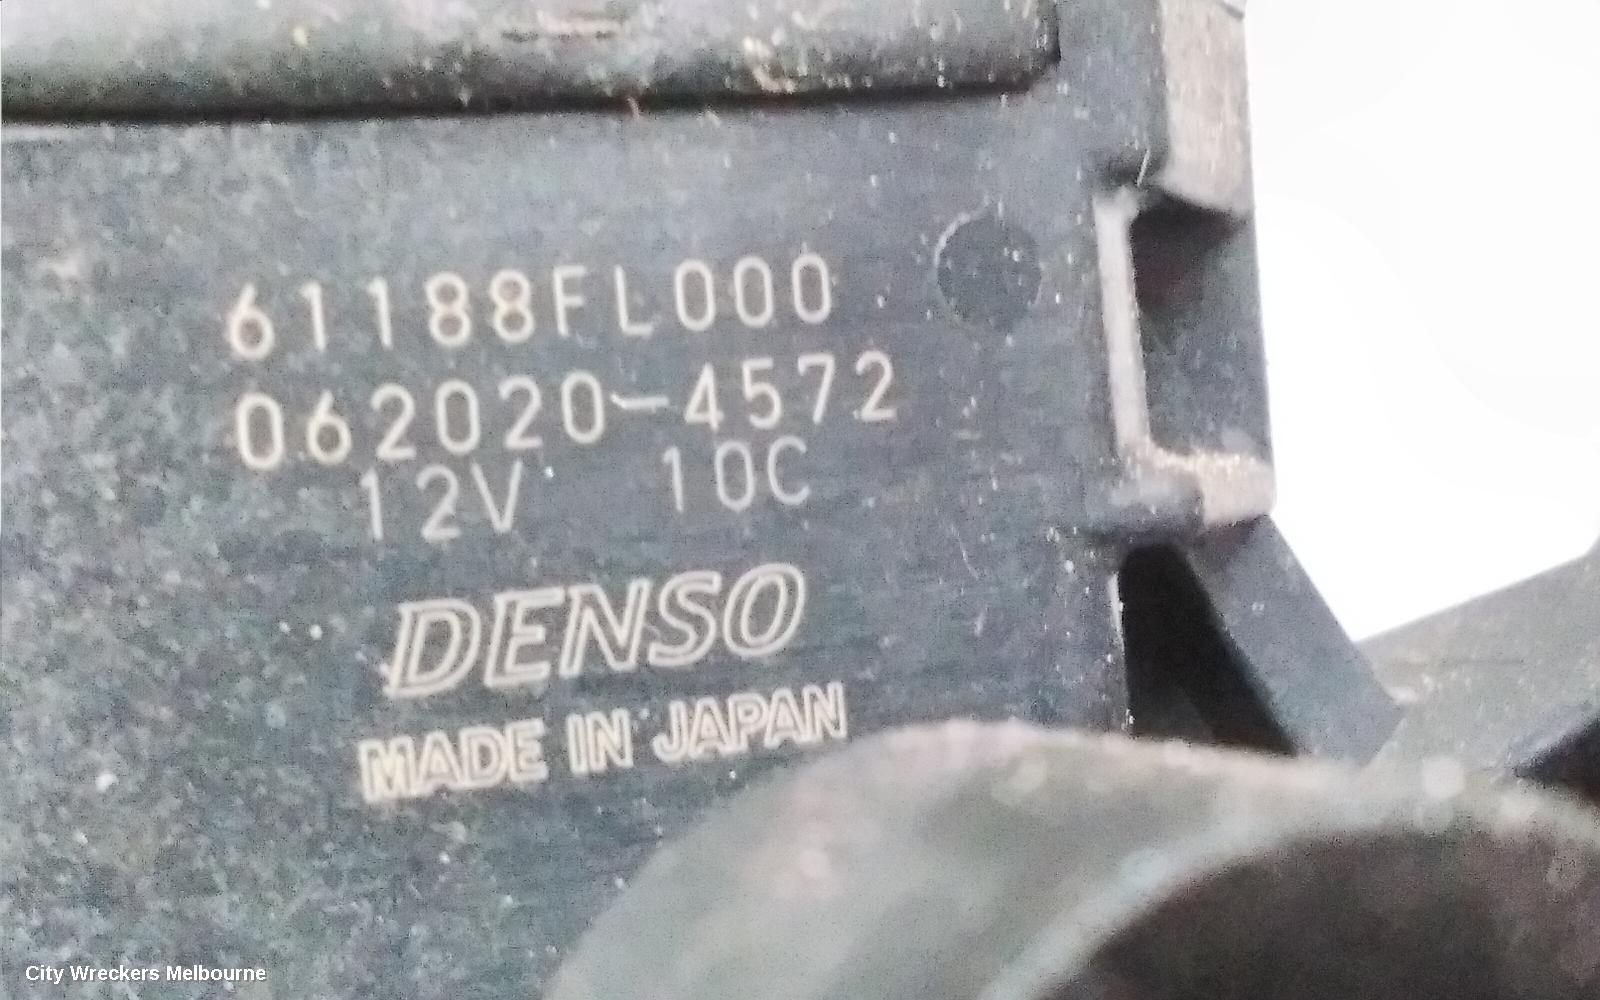 61188FL000
062020-4572
12V 10C
DENSO
MADE IN JAPAN
City Wreckers Melbourne